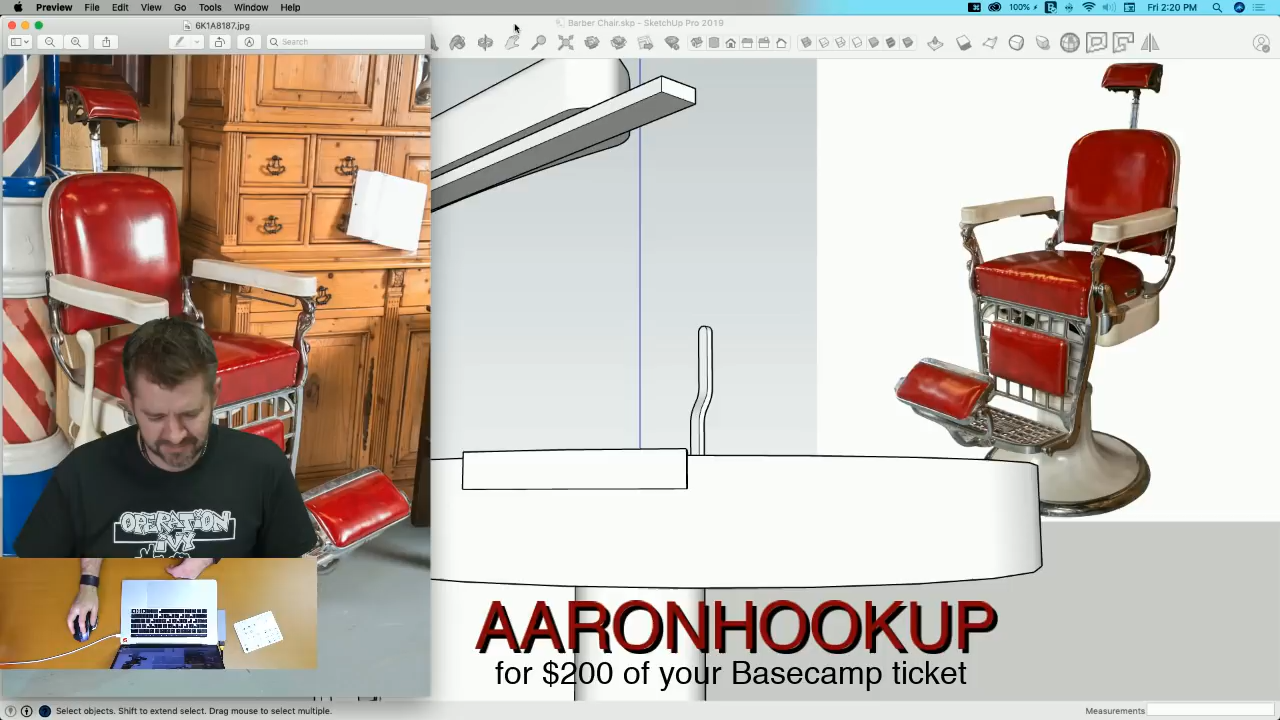 Preview File Edit View Go Tools Window Help
100% Fri 2:20 PM
6K1A8187.jpg
Barber Chair.skp - SketchUp Pro 2019
Search
OPERATION
IVY
AARONHOOKUP
for $200 of your Basecamp ticket
Select objects. Shift to extend select. Drag mouse to select multiple.
Measurements